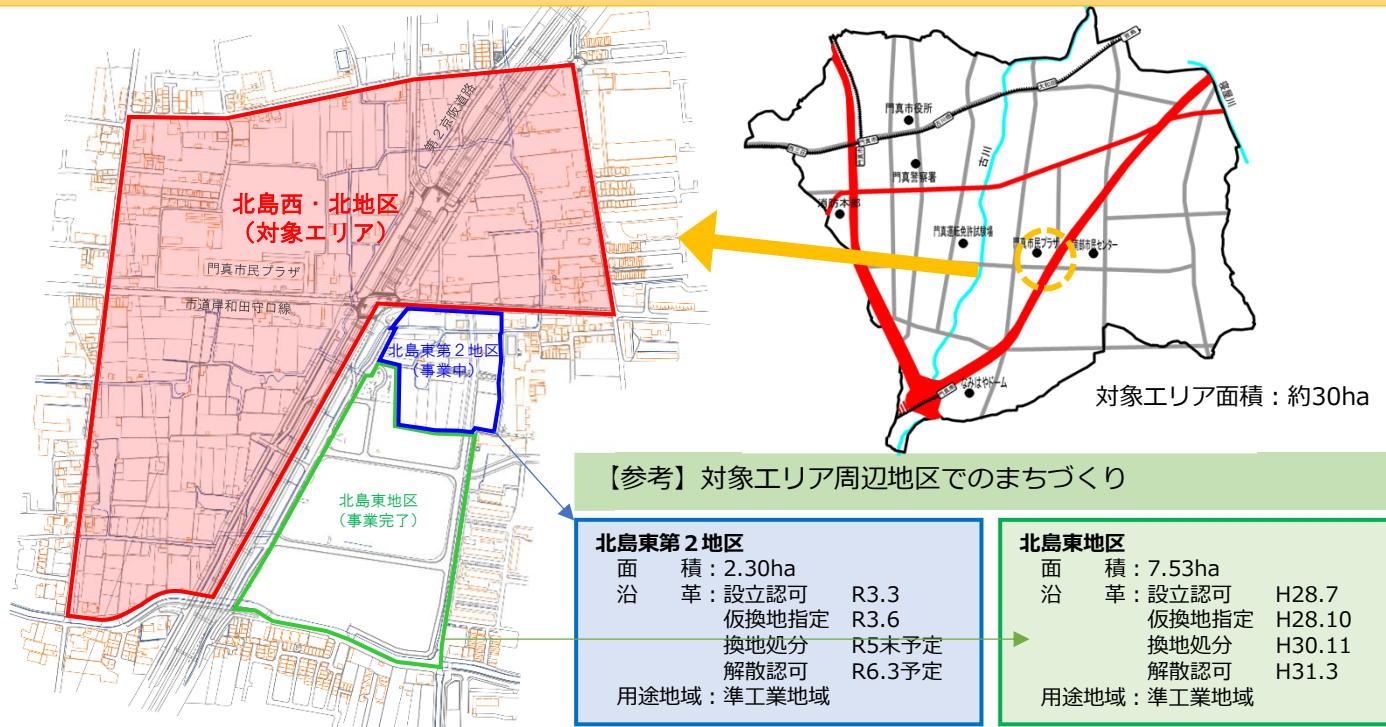 第２京阪道路
北島西・北地区
（対象エリア）
門真市民プラザ
市道岸和田守口線
北島東第２地区
（事業中）
北島東地区
（事業完了）
門真市役所
古川
寝屋川
門真警察署
消防本部
門真運転免許試験場
門真市民プラザ
南部市民センター
なみはやドーム
対象エリア面積：約30ha
【参考】対象エリア周辺地区でのまちづくり
北島東第２地区
面　　積：2.30ha
沿　　革：設立認可　R3.3
仮換地指定　R3.6
換地処分　R5末予定
解散認可　R6.3予定
用途地域：準工業地域
北島東地区
面　　積：7.53ha
沿　　革：設立認可　H28.7
仮換地指定　H28.10
換地処分　H30.11
解散認可　H31.3
用途地域：準工業地域